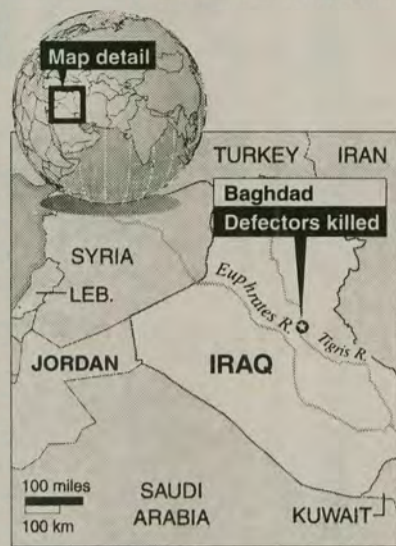 Map detail
TURKEY
IRAN
Baghdad
Defectors killed
SYRIA
LEB.
Euphrates R.
Tigris R.
JORDAN
IRAQ
100 miles
100 km
SAUDI
ARABIA
KUWAIT